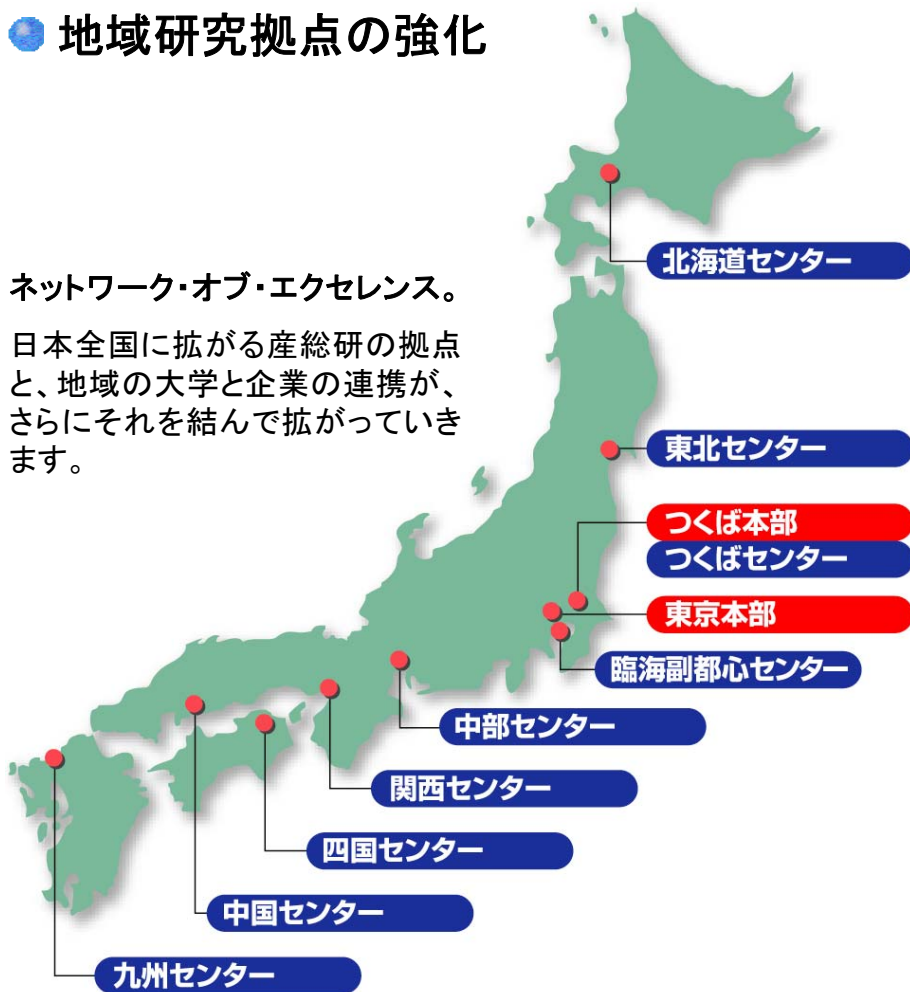 地域研究拠点の強化
ネットワーク・オブ・エクセレンス。
日本全国に拡がる産総研の拠点
と、地域の大学と企業の連携が、
さらにそれを結んで拡がっていき
ます。
北海道センター
東北センター
つくば本部
つくばセンター
東京本部
臨海副都心センター
中部センター
関西センター
四国センター
中国センター
九州センター